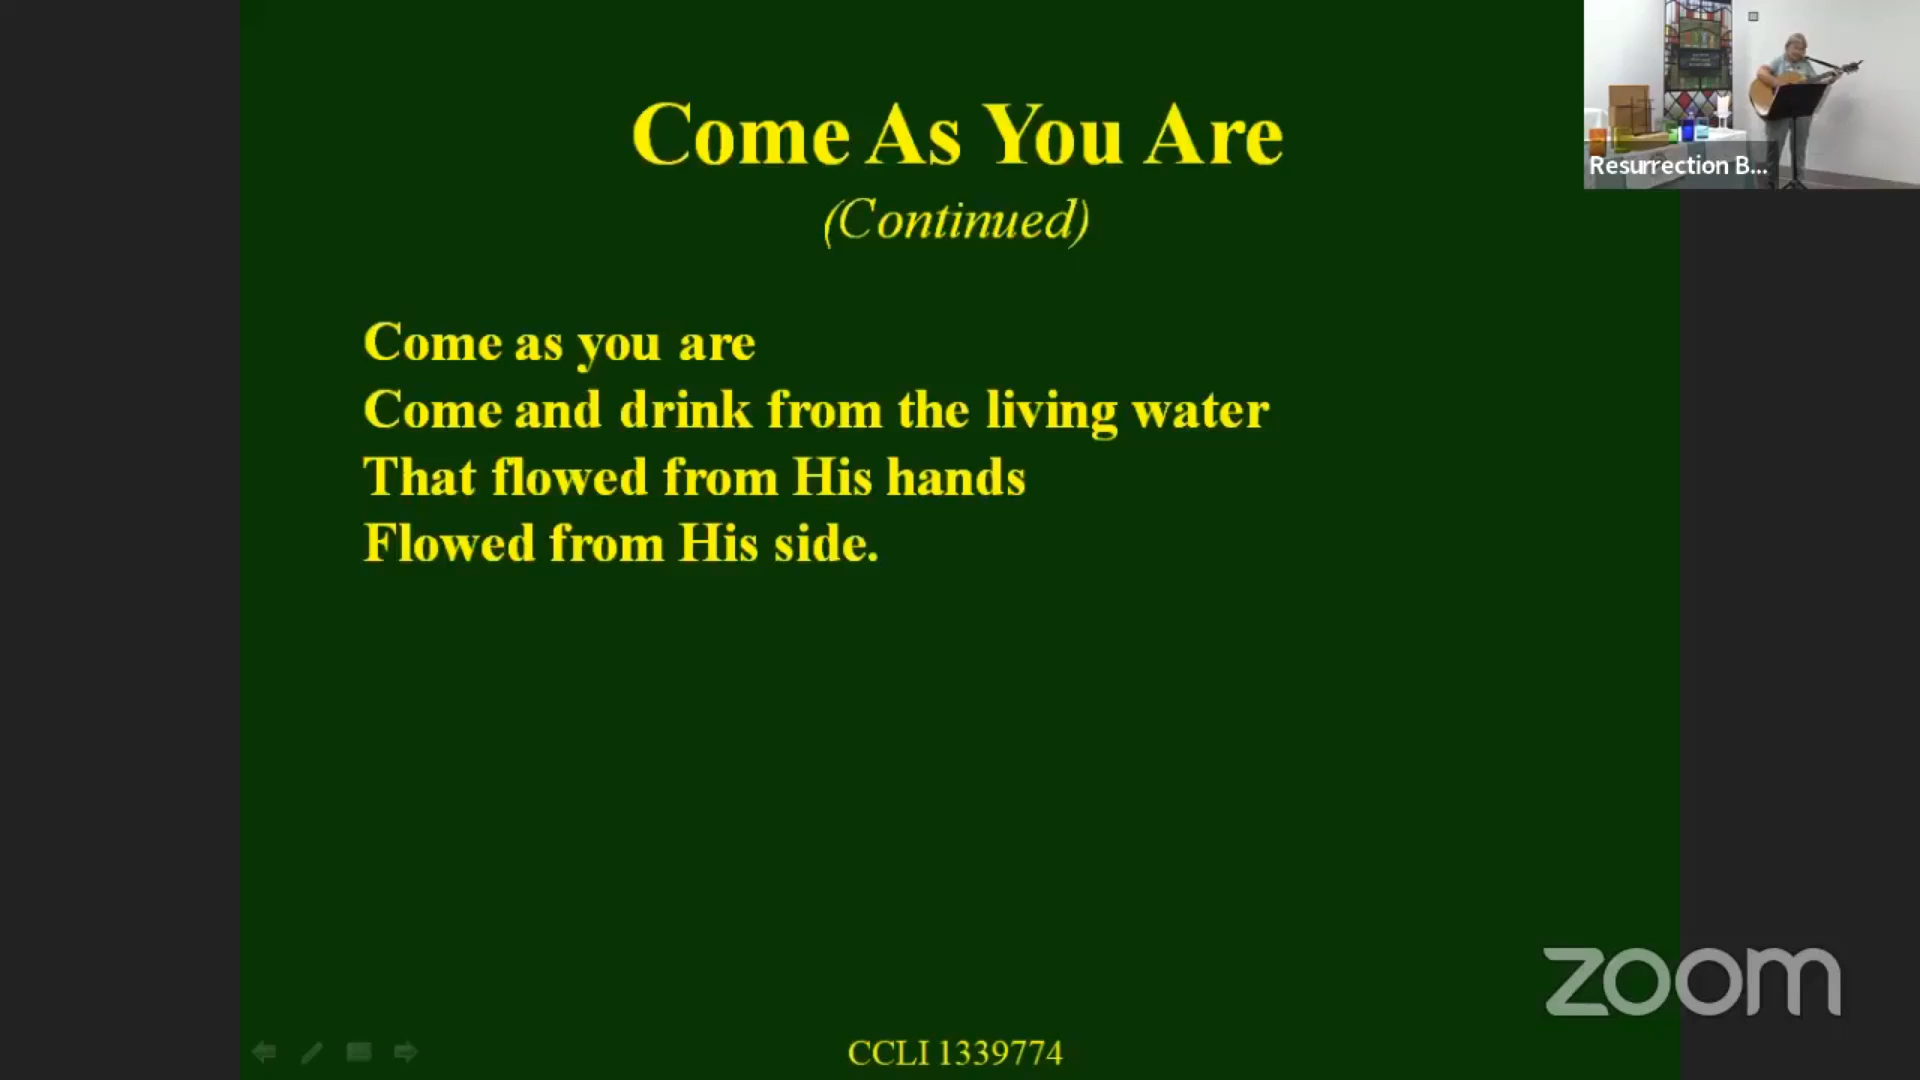 Come As You Are
(Continued)
Resurrection B...
Come as you are
Come and drink from the living water
That flowed from His hands
Flowed from His side.
zoom
CCLI 1339774